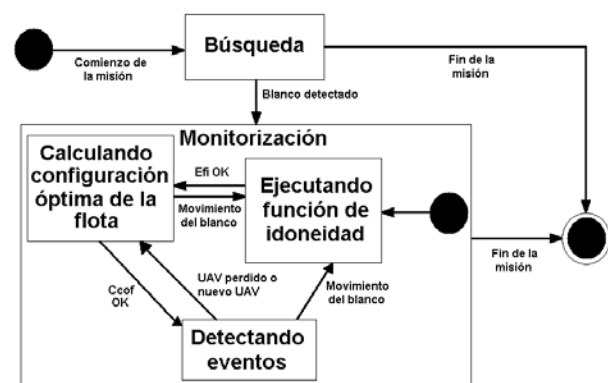 Búsqueda
Comienzo de
la misión
Fin de la
misión
Blanco detectado
Monitorización
Calculando
configuración
óptima de la
flota
Efi OK
Movimiento
del blanco
Ejecutando
función de
idoneidad
Fin de la
misión
Ccof
OK
UAV perdido o
nuevo UAV
Movimiento
del blanco
Detectando
eventos